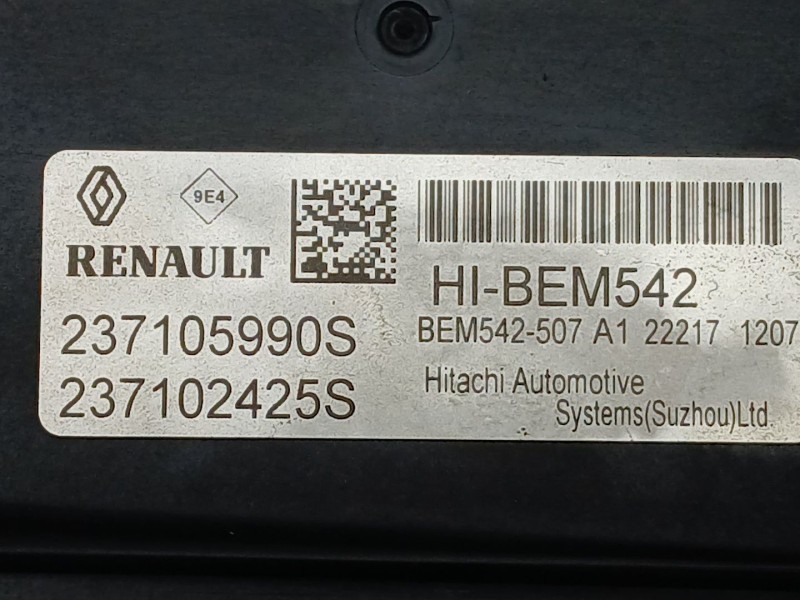 9E4
RENAULT
237105990S
237102425S
HI-BEM542
BEM542-507 A1 22217 1207
Hitachi Automotive
Systems(Suzhou)Ltd.